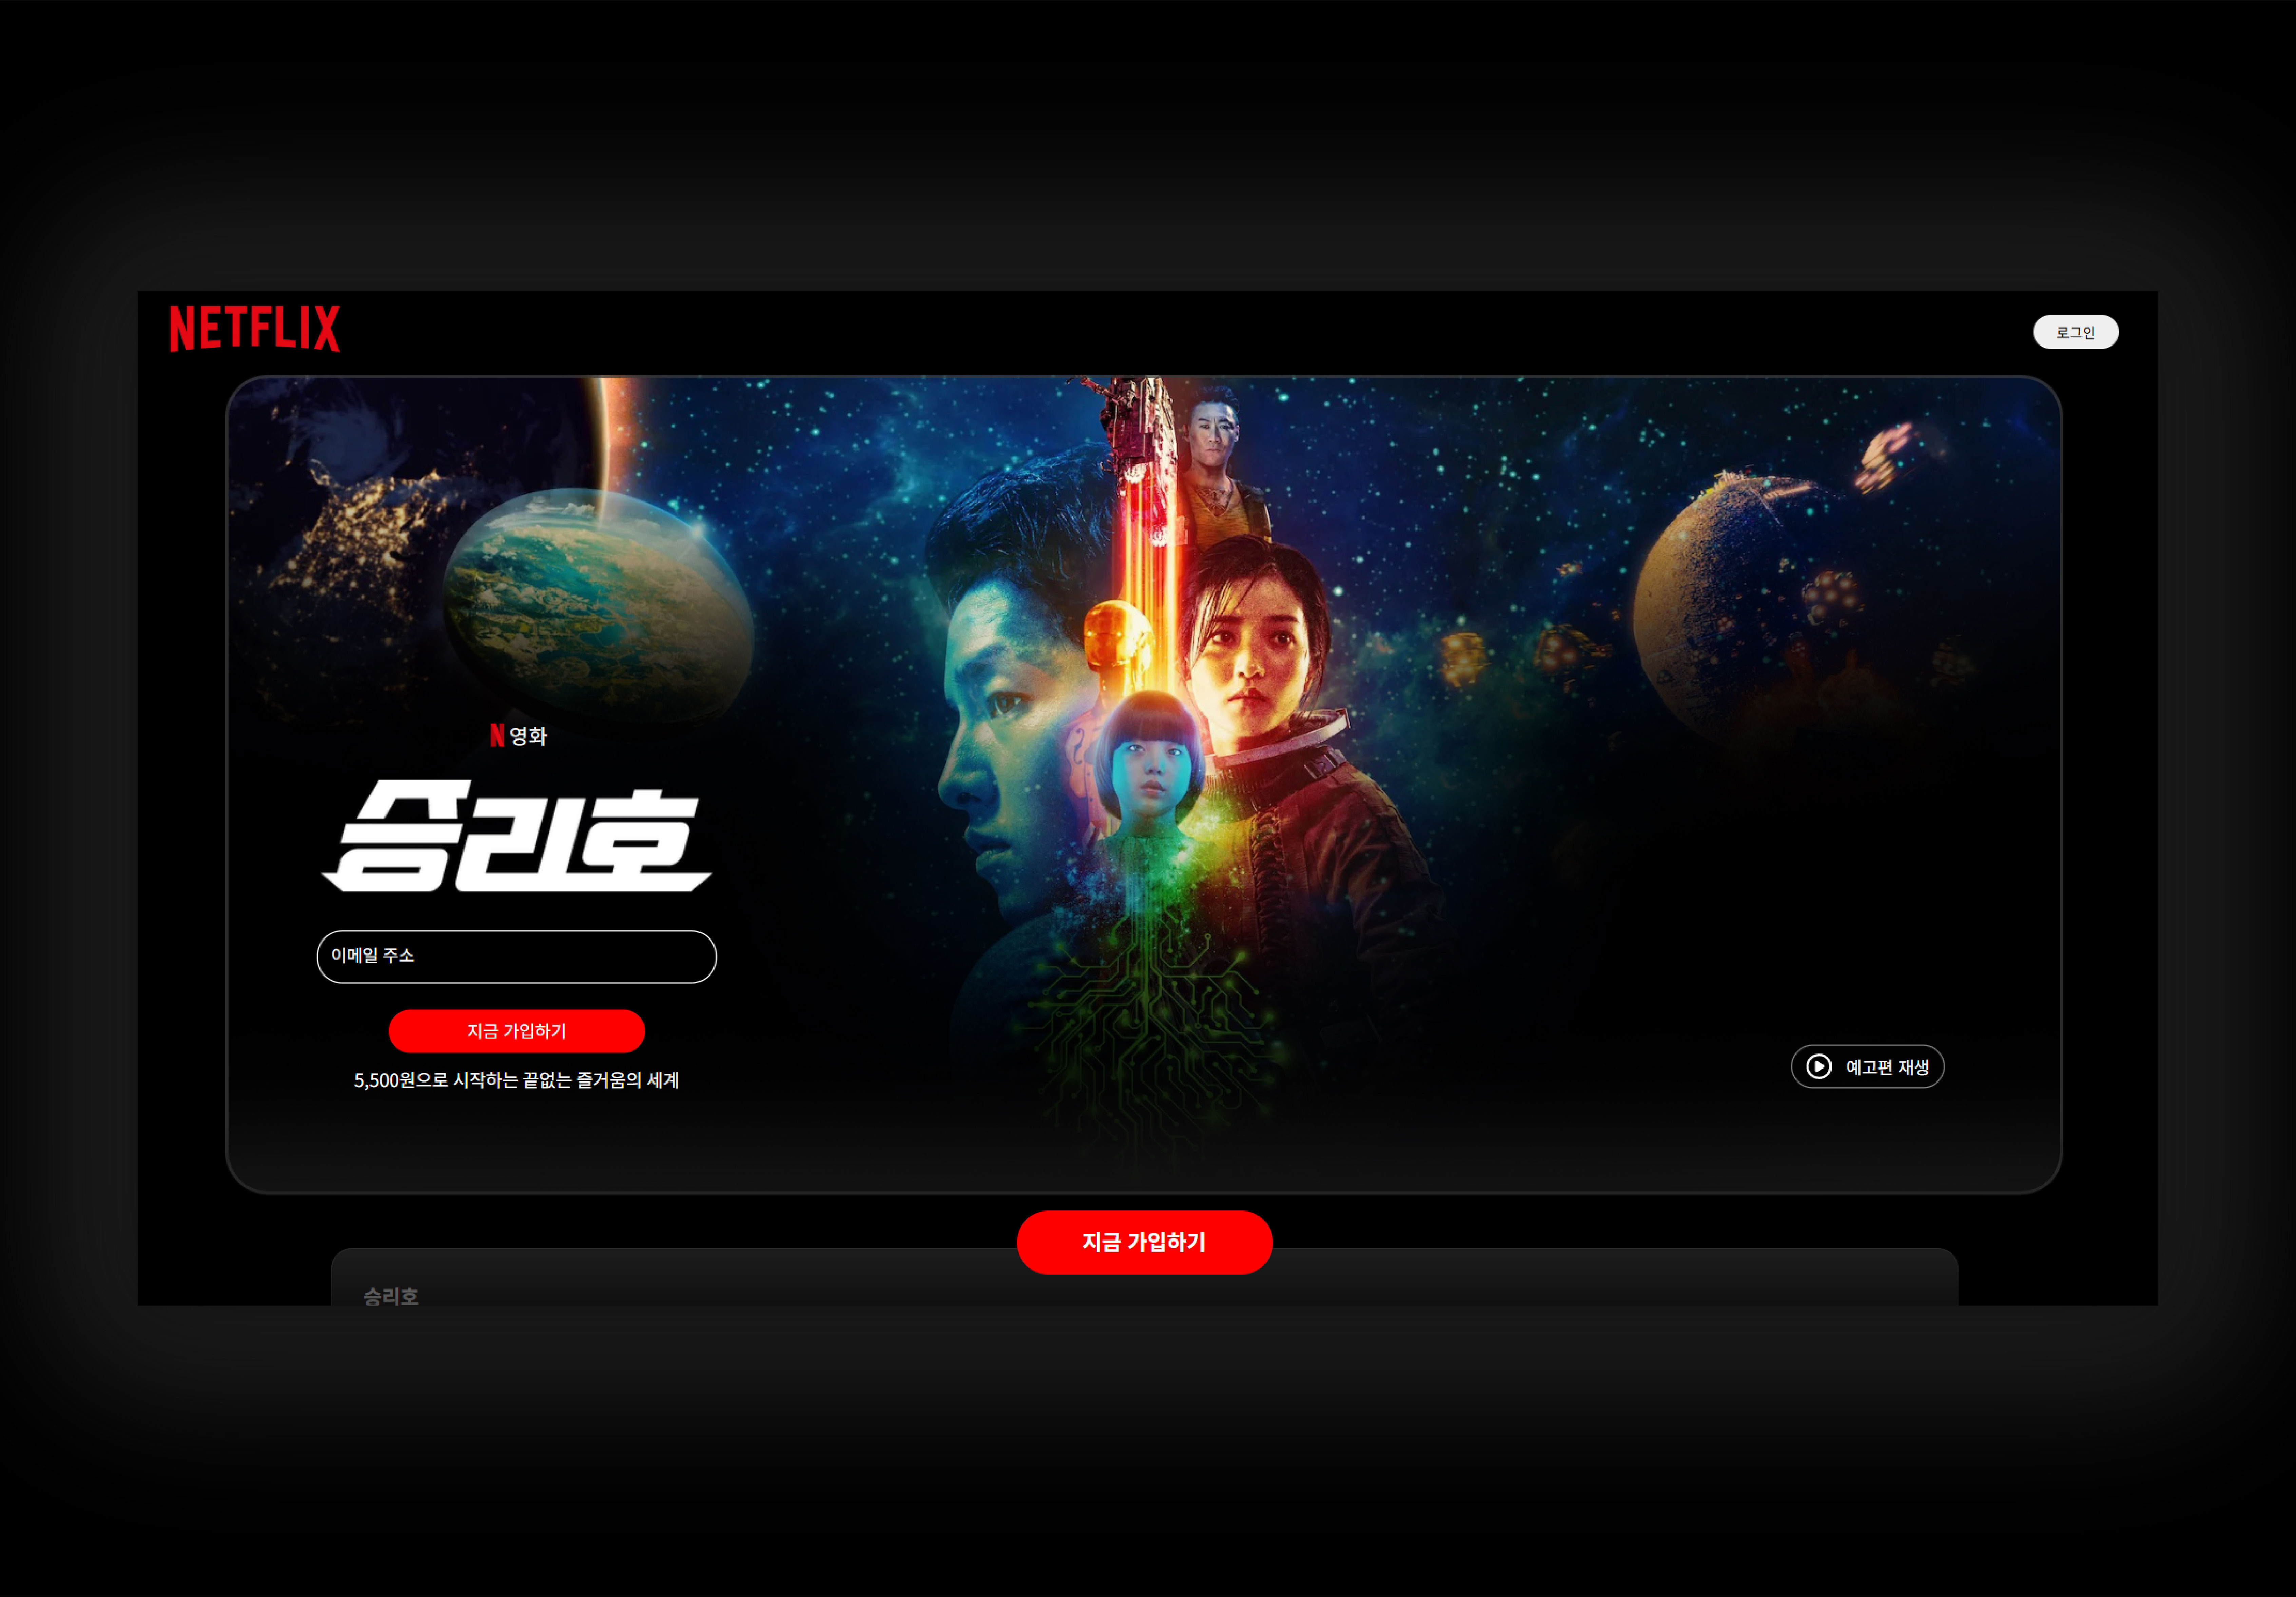 NETFLIX
로그인
N 영화
승리호
이메일 주소
지금 가입하기
5,500원으로 시작하는 끝없는 즐거움의 세계
예고편 재생
지금 가입하기
승리호